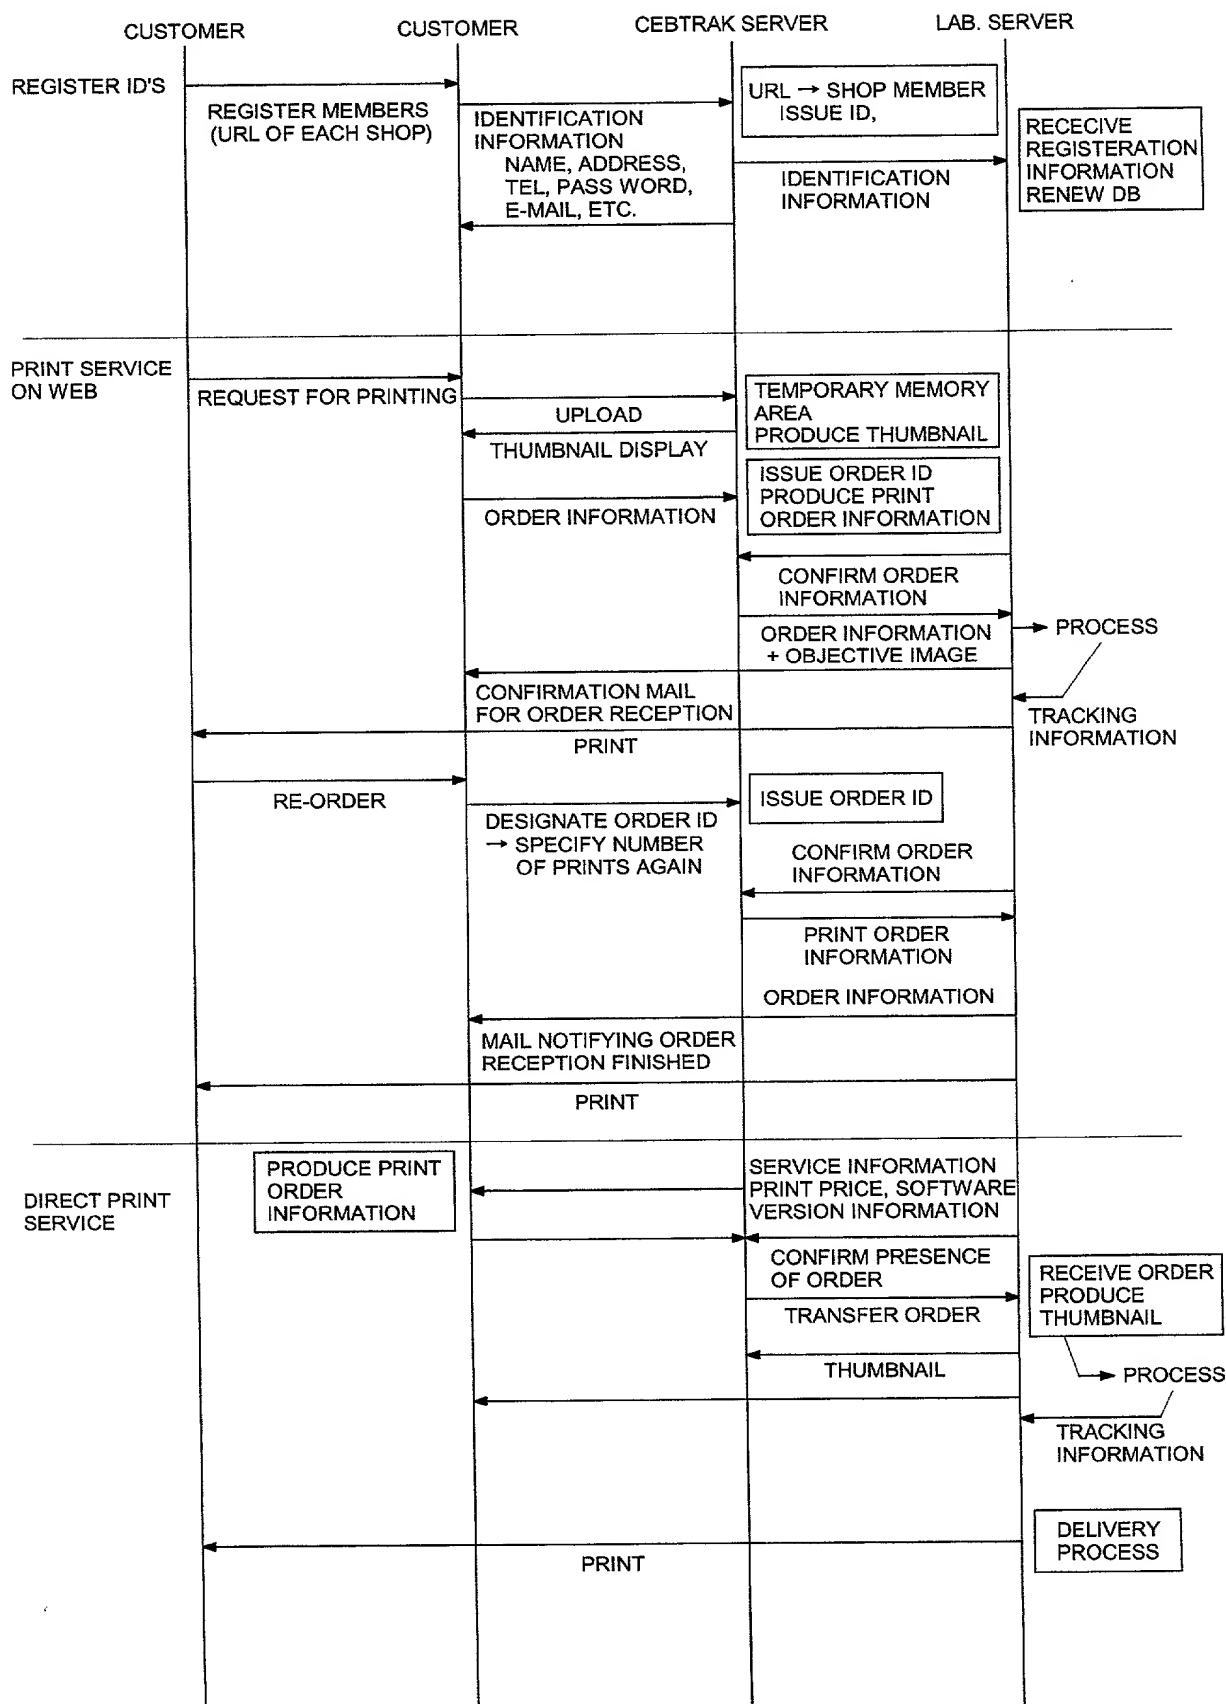 CUSTOMER
CUSTOMER
CEBTRAK SERVER
LAB. SERVER
REGISTER ID'S
REGISTER MEMBERS
(URL OF EACH SHOP)
IDENTIFICATION
INFORMATION
NAME, ADDRESS,
TEL, PASS WORD,
E-MAIL, ETC.
URL → SHOP MEMBER
ISSUE ID,
IDENTIFICATION
INFORMATION
RECECIVE
REGISTERATION
INFORMATION
RENEW DB
PRINT SERVICE
ON WEB
REQUEST FOR PRINTING
UPLOAD
THUMBNAIL DISPLAY
TEMPORARY MEMORY
AREA
PRODUCE THUMBNAIL
ORDER INFORMATION
ISSUE ORDER ID
PRODUCE PRINT
ORDER INFORMATION
CONFIRM ORDER
INFORMATION
ORDER INFORMATION
+ OBJECTIVE IMAGE
PROCESS
CONFIRMATION MAIL
FOR ORDER RECEPTION
TRACKING
INFORMATION
PRINT
RE-ORDER
DESIGNATE ORDER ID
→ SPECIFY NUMBER
OF PRINTS AGAIN
ISSUE ORDER ID
CONFIRM ORDER
INFORMATION
PRINT ORDER
INFORMATION
ORDER INFORMATION
MAIL NOTIFYING ORDER
RECEPTION FINISHED
PRINT
DIRECT PRINT
SERVICE
PRODUCE PRINT
ORDER
INFORMATION
SERVICE INFORMATION
PRINT PRICE, SOFTWARE
VERSION INFORMATION
CONFIRM PRESENCE
OF ORDER
TRANSFER ORDER
RECEIVE ORDER
PRODUCE
THUMBNAIL
THUMBNAIL
PROCESS
TRACKING
INFORMATION
DELIVERY
PROCESS
PRINT